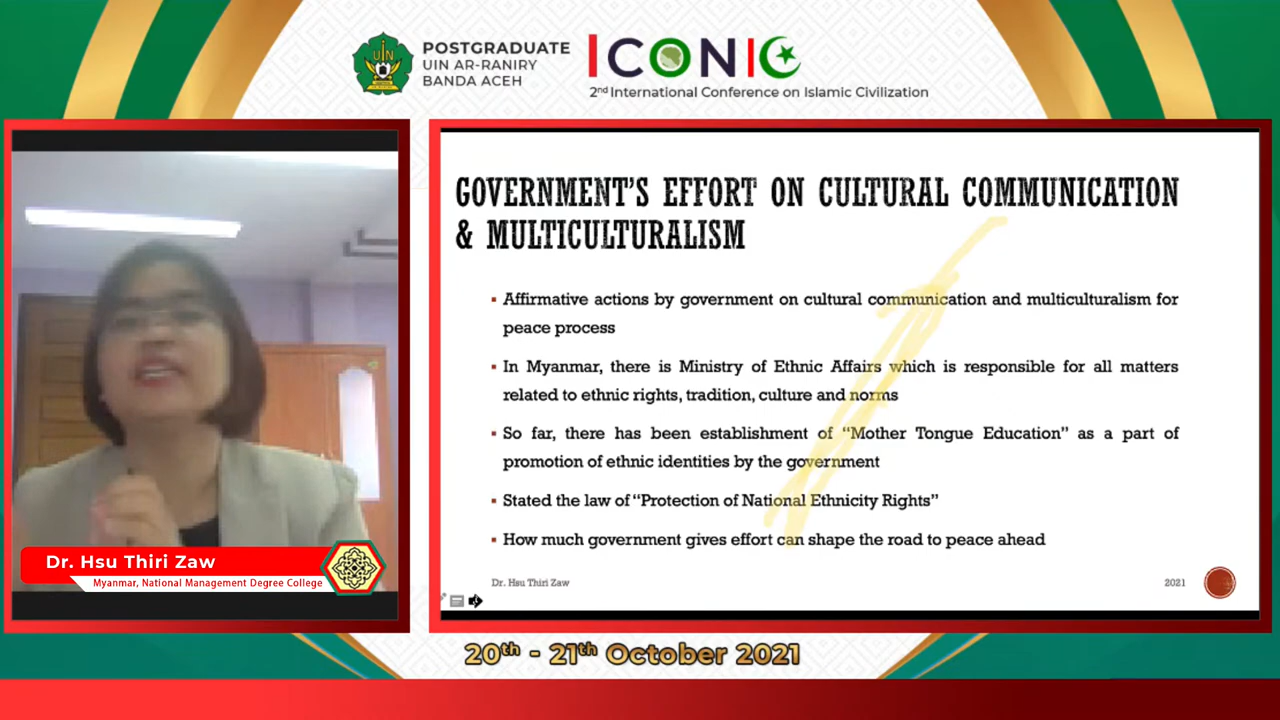 POSTGRADUATE
UIN AR-RANIRY
BANDA ACEH
UIN
ICONIC
2nd International Conference on Islamic Civilization
GOVERNMENT'S EFFORT ON CULTURAL COMMUNICATION
& MULTICULTURALISM
▪ Affirmative actions by government on cultural communication and multiculturalism for
peace process
▪ In Myanmar, there is Ministry of Ethnic Affairs which is responsible for all matters
related to ethnic rights, tradition, culture and norms
▪ So far, there has been establishment of “Mother Tongue Education” as a part of
promotion of ethnic identities by the government
▪ Stated the law of “Protection of National Ethnicity Rights”
▪ How much government gives effort can shape the road to peace ahead
Dr. Hsu Thiri Zaw
2021
Dr. Hsu Thiri Zaw
Myanmar, National Management Degree College
20th - 21th October 2021